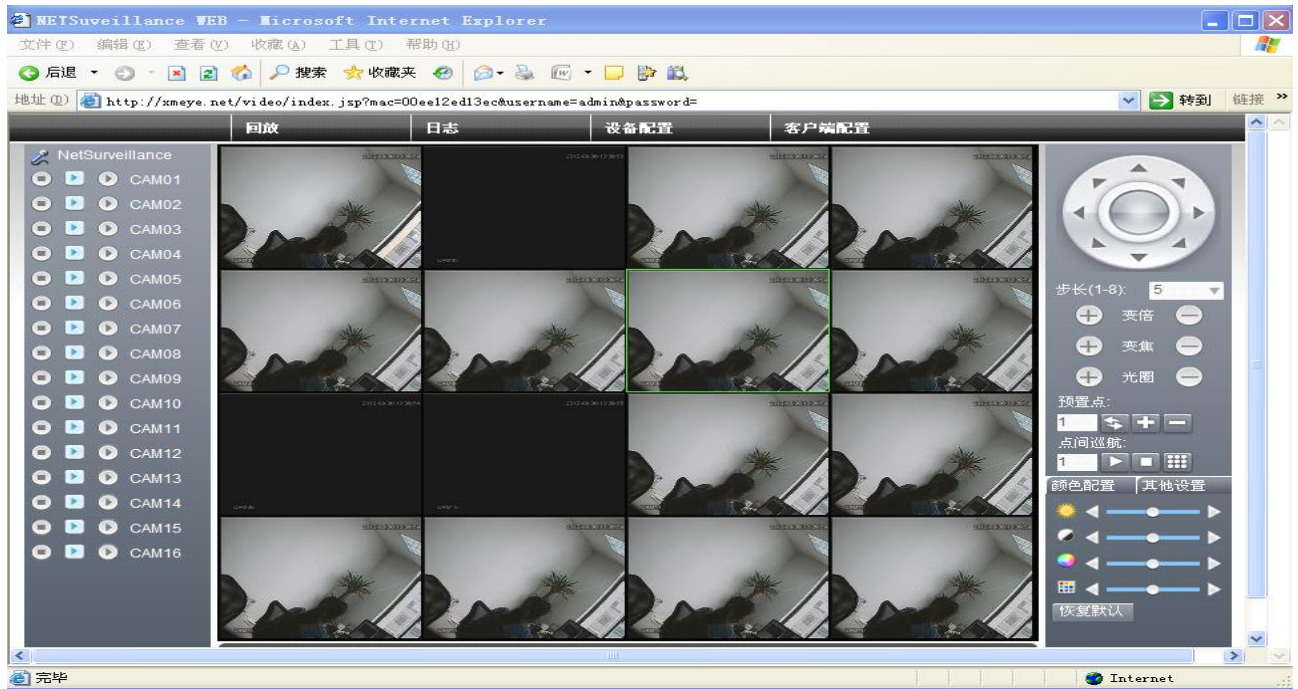 NETSuveillance WEB - Microsoft Internet Explorer
文件(F) 编辑(E) 查看(V) 收藏(A) 工具(T) 帮助(H)
后退 搜索 收藏夹
地址(D) http://xmeye.net/video/index.jsp?mac=00ee12ed13ec&username=admin&password= 转到 链接 »
回放 日志 设备配置 客户端配置
NetSurveillance
CAM01
CAM02
CAM03
CAM04
CAM05
CAM06
CAM07
CAM08
CAM09
CAM10
CAM11
CAM12
CAM13
CAM14
CAM15
CAM16
步长(1-8): 5
变倍
变焦
光圈
预置点:
1
点间巡航:
1
颜色配置 其他设置
恢复默认
完毕 Internet